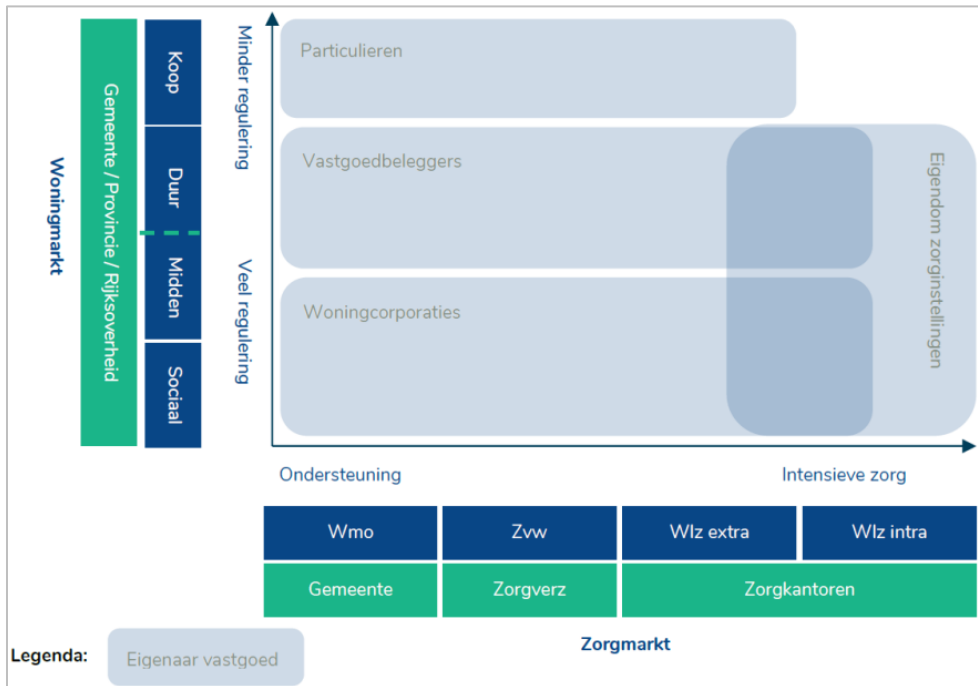 Woningmarkt
Gemeente / Provincie / Rijksoverheid
Koop
Duur
Midden
Sociaal
Minder regulering
Veel regulering
Particulieren
Vastgoedbeleggers
Woningcorporaties
Eigendom zorginstellingen
Ondersteuning
Intensieve zorg
Wmo
Zvw
Wlz extra
Wlz intra
Gemeente
Zorgverz
Zorgkantoren
Zorgmarkt
Legenda:
Eigenaar vastgoed